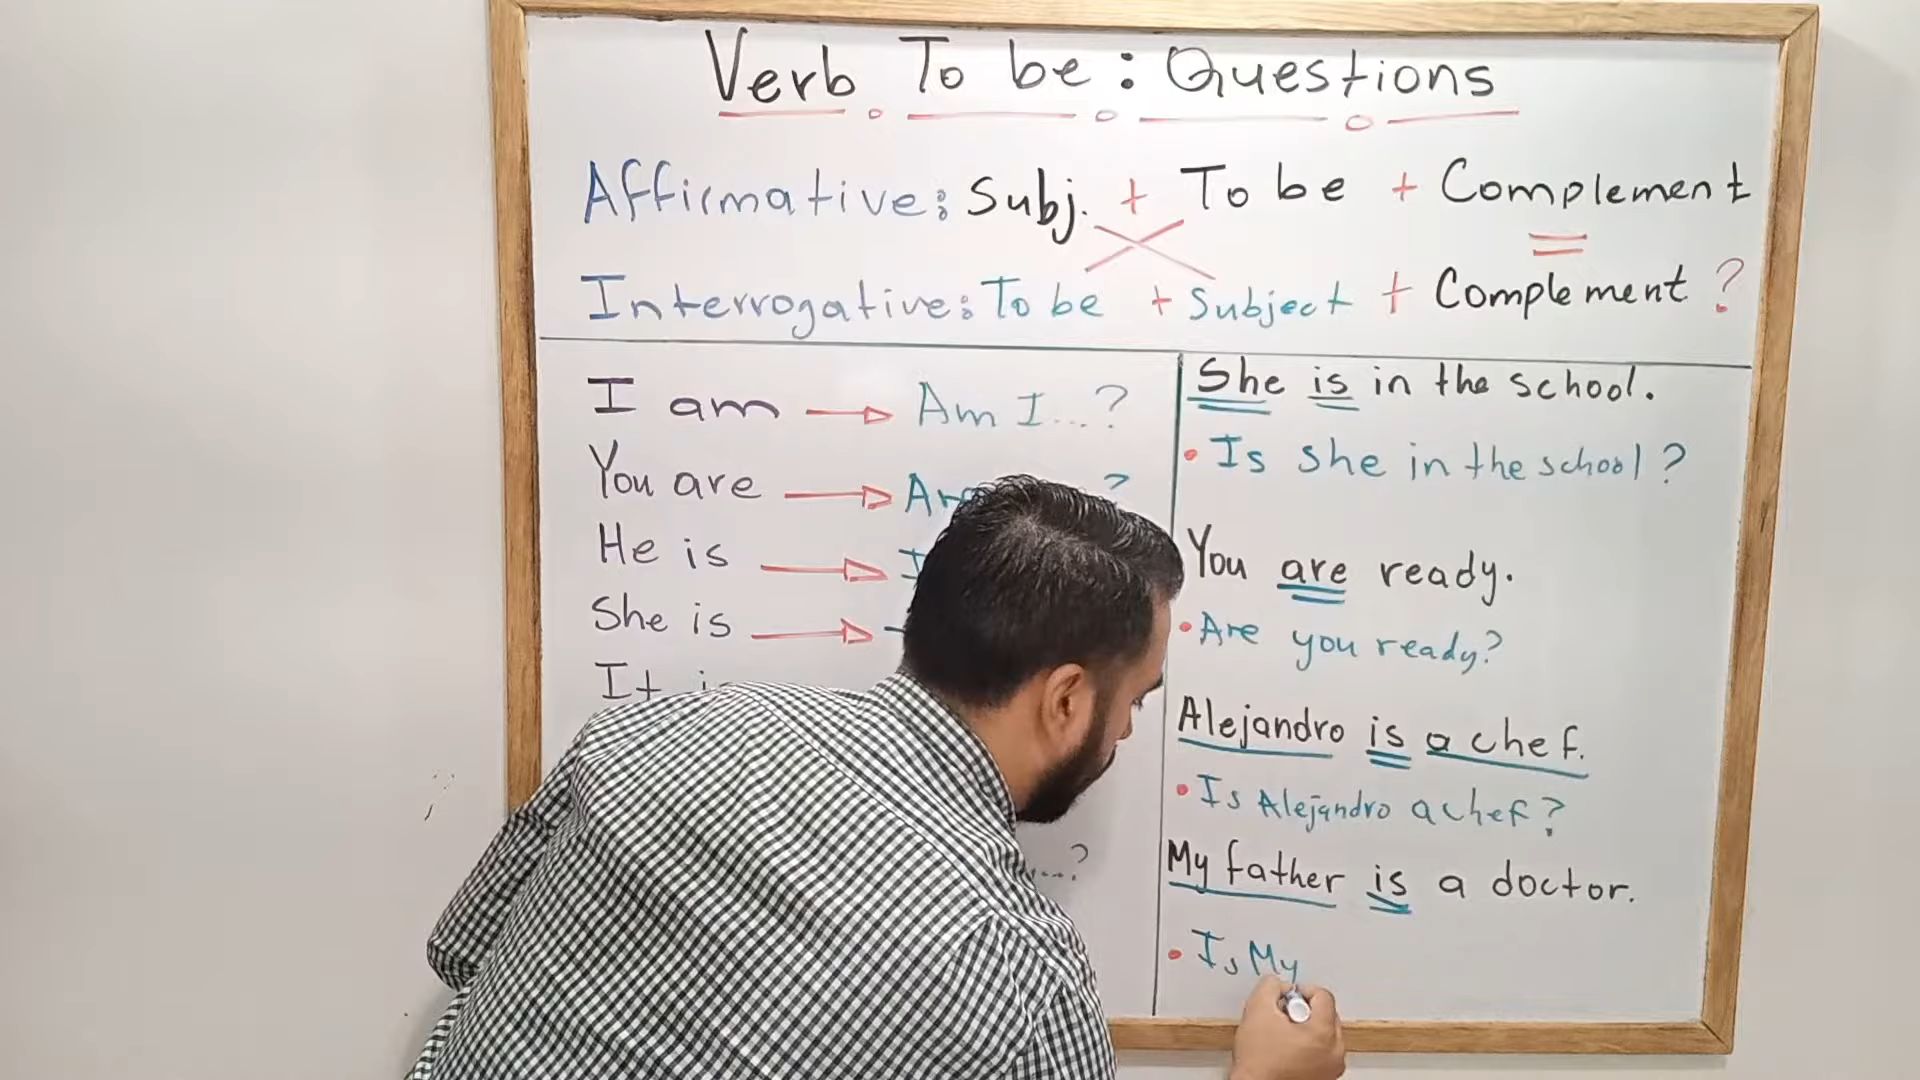 Verb To be : Questions
Affirmative: Subj. + To be + Complement
Interrogative: To be + Subject + Complement ?
I am → Am I...?
You are → ?
He is →
She is →
It
...?
She is in the school.
• Is she in the school?
You are ready.
• Are you ready?
Alejandro is a chef.
• Is Alejandro a chef?
My father is a doctor.
• Is My